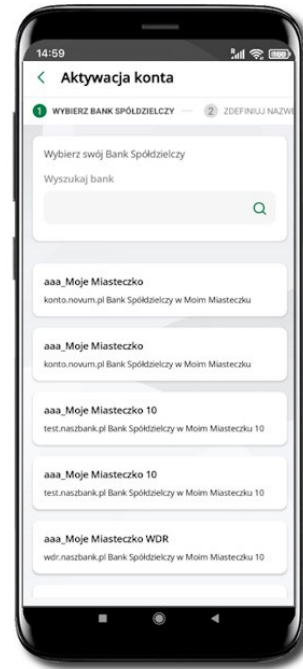 14:59
Aktywacja konta
1 WYBIERZ BANK SPÓŁDZIELCZY 2 ZDEFINIUJ NAZW
Wybierz swój Bank Spółdzielczy
Wyszukaj bank
aaa_Moje Miasteczko
konto.novum.pl Bank Spółdzielczy w Moim Miasteczku
aaa_Moje Miasteczko
konto.novum.pl Bank Spółdzielczy w Moim Miasteczku
aaa_Moje Miasteczko 10
test.naszbank.pl Bank Spółdzielczy w Moim Miasteczku 10
aaa_Moje Miasteczko 10
test.naszbank.pl Bank Spółdzielczy w Moim Miasteczku 10
aaa_Moje Miasteczko WDR
wdr.naszbank.pl Bank Spółdzielczy w Moim Miasteczku 10